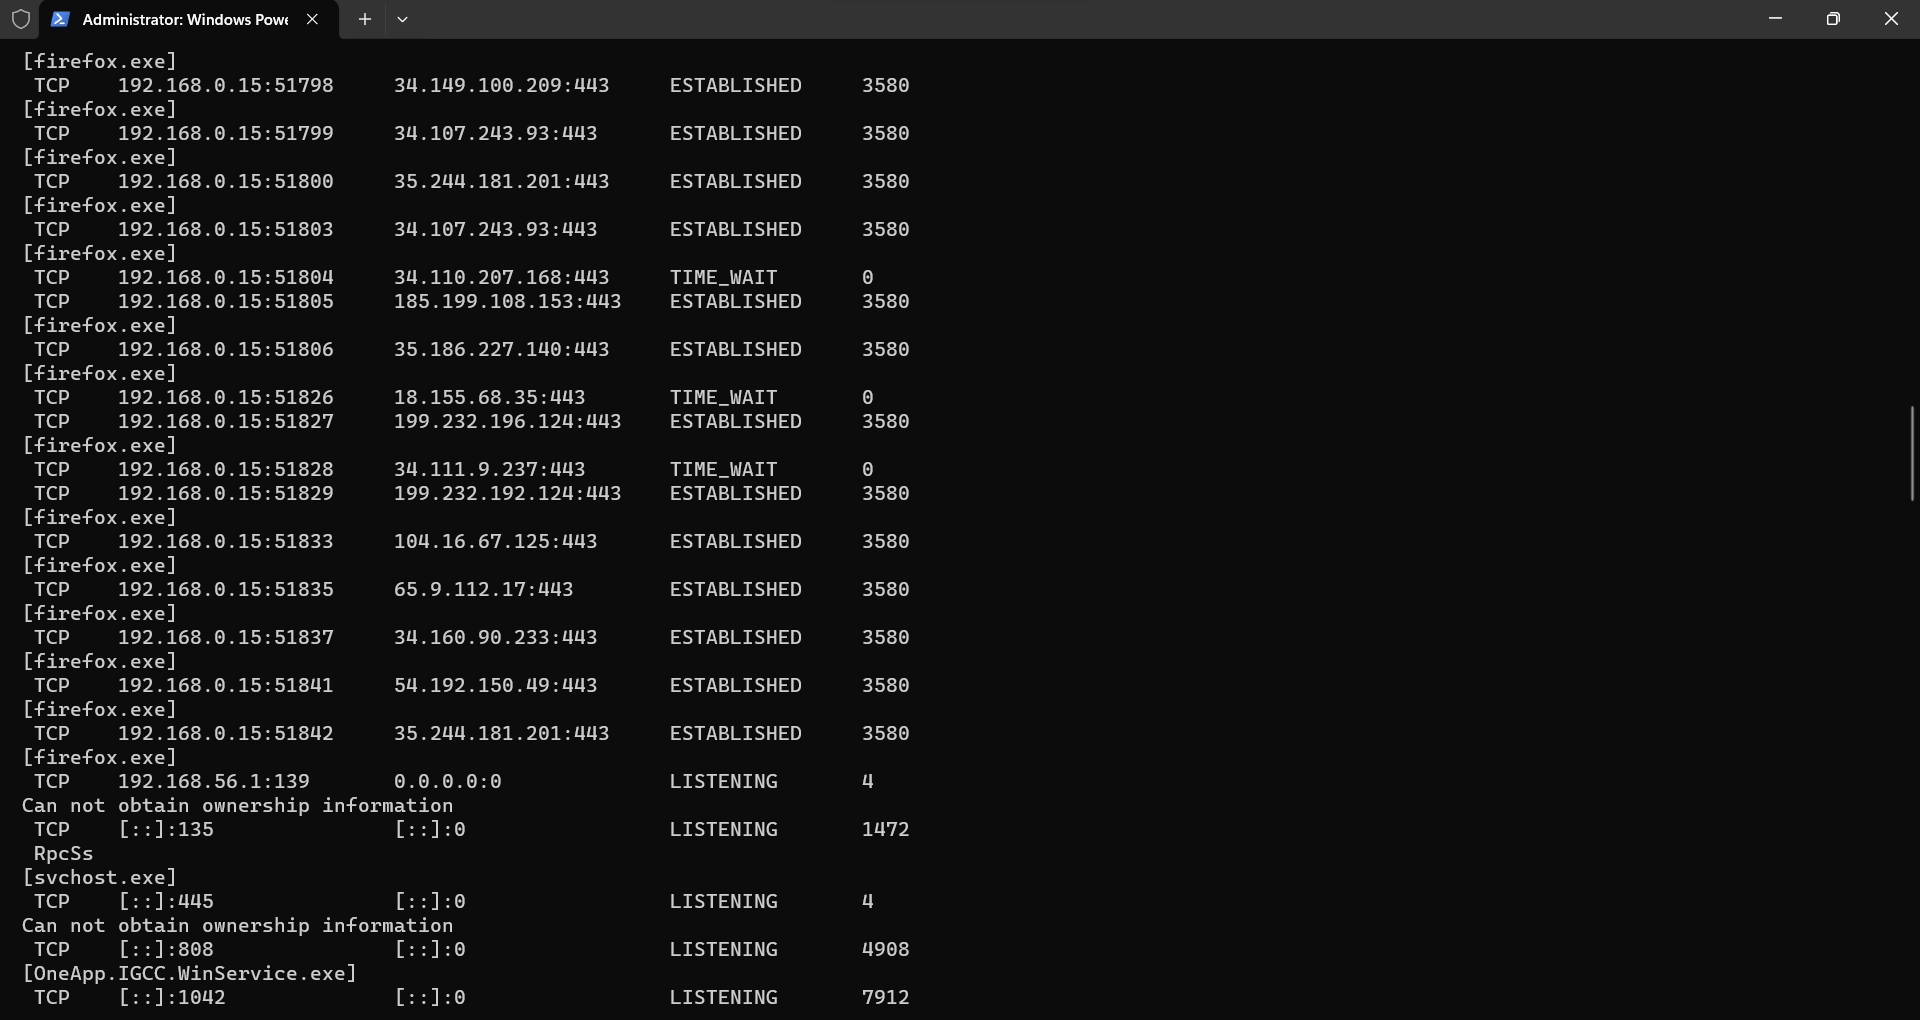 Administrator: Windows Powe
[firefox.exe]
TCP 192.168.0.15:51798 34.149.100.209:443 ESTABLISHED 3580
[firefox.exe]
TCP 192.168.0.15:51799 34.107.243.93:443 ESTABLISHED 3580
[firefox.exe]
TCP 192.168.0.15:51800 35.244.181.201:443 ESTABLISHED 3580
[firefox.exe]
TCP 192.168.0.15:51803 34.107.243.93:443 ESTABLISHED 3580
[firefox.exe]
TCP 192.168.0.15:51804 34.110.207.168:443 TIME_WAIT 0
TCP 192.168.0.15:51805 185.199.108.153:443 ESTABLISHED 3580
[firefox.exe]
TCP 192.168.0.15:51806 35.186.227.140:443 ESTABLISHED 3580
[firefox.exe]
TCP 192.168.0.15:51826 18.155.68.35:443 TIME_WAIT 0
TCP 192.168.0.15:51827 199.232.196.124:443 ESTABLISHED 3580
[firefox.exe]
TCP 192.168.0.15:51828 34.111.9.237:443 TIME_WAIT 0
TCP 192.168.0.15:51829 199.232.192.124:443 ESTABLISHED 3580
[firefox.exe]
TCP 192.168.0.15:51833 104.16.67.125:443 ESTABLISHED 3580
[firefox.exe]
TCP 192.168.0.15:51835 65.9.112.17:443 ESTABLISHED 3580
[firefox.exe]
TCP 192.168.0.15:51837 34.160.90.233:443 ESTABLISHED 3580
[firefox.exe]
TCP 192.168.0.15:51841 54.192.150.49:443 ESTABLISHED 3580
[firefox.exe]
TCP 192.168.0.15:51842 35.244.181.201:443 ESTABLISHED 3580
[firefox.exe]
TCP 192.168.56.1:139 0.0.0.0:0 LISTENING 4
Can not obtain ownership information
TCP [::]:135 [::]:0 LISTENING 1472
RpcSs
[svchost.exe]
TCP [::]:445 [::]:0 LISTENING 4
Can not obtain ownership information
TCP [::]:808 [::]:0 LISTENING 4908
[OneApp.IGCC.WinService.exe]
TCP [::]:1042 [::]:0 LISTENING 7912